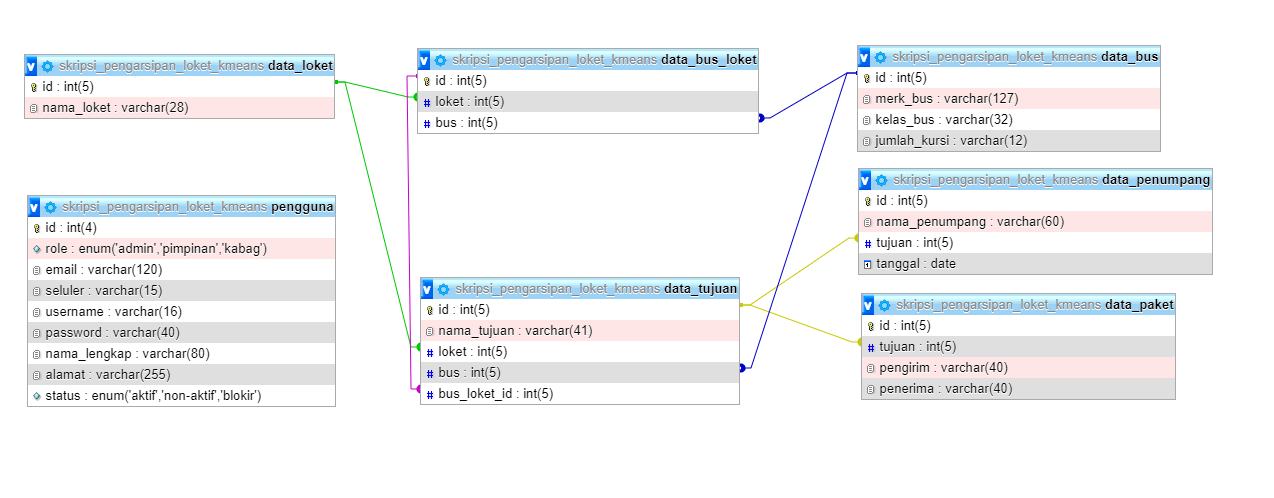 skripsi_pengarsipan_loket_kmeans data_loket
id : int(5)
nama_loket : varchar(28)
skripsi_pengarsipan_loket_kmeans data_bus_loket
id : int(5)
loket : int(5)
bus : int(5)
skripsi_pengarsipan_loket_kmeans data_bus
id : int(5)
merk_bus : varchar(127)
kelas_bus : varchar(32)
jumlah_kursi : varchar(12)
skripsi_pengarsipan_loket_kmeans data_penumpang
id : int(5)
nama_penumpang : varchar(60)
tujuan : int(5)
tanggal : date
skripsi_pengarsipan_loket_kmeans pengguna
id : int(4)
role : enum('admin','pimpinan','kabag')
email : varchar(120)
seluler : varchar(15)
username : varchar(16)
password : varchar(40)
nama_lengkap : varchar(80)
alamat : varchar(255)
status : enum('aktif','non-aktif','blokir')
skripsi_pengarsipan_loket_kmeans data_tujuan
id : int(5)
nama_tujuan : varchar(41)
loket : int(5)
bus : int(5)
bus_loket_id : int(5)
skripsi_pengarsipan_loket_kmeans data_paket
id : int(5)
tujuan : int(5)
pengirim : varchar(40)
penerima : varchar(40)